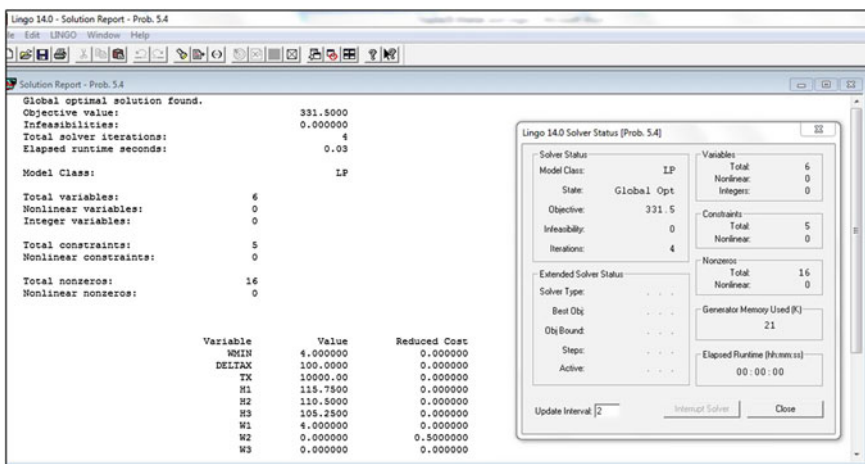 Lingo 14.0 - Solution Report - Prob. 5.4
Edit LINGO Window Help
Solution Report - Prob. 5.4
Global optimal solution found.
Objective value: 331.5000
Infeasibilities: 0.000000
Total solver iterations: 4
Elapsed runtime seconds: 0.03
Model Class: LP
Total variables: 6
Nonlinear variables: 0
Integer variables: 0
Total constraints: 5
Nonlinear constraints: 0
Total nonzeros: 16
Nonlinear nonzeros: 0
Variable Value Reduced Cost
WMIN 4.000000 0.000000
DELTAX 100.0000 0.000000
TX 10000.00 0.000000
H1 115.7500 0.000000
H2 110.5000 0.000000
H3 105.2500 0.000000
W1 4.000000 0.000000
W2 0.000000 0.5000000
W3 0.000000 0.000000
Lingo 14.0 Solver Status [Prob. 5.4]
Solver Status
Model Class: LP
State: Global Opt
Objective: 331.5
Infeasibility: 0
Iterations: 4
Extended Solver Status
Solver Type: . . .
Best Obj: . . .
Obj Bound: . . .
Steps: . . .
Active: . . .
Update Interval: 2
Variables
Total: 6
Nonlinear: 0
Integers: 0
Constraints
Total: 5
Nonlinear: 0
Nonzeros
Total: 16
Nonlinear: 0
Generator Memory Used (K)
21
Elapsed Runtime (hh:mm:ss)
00:00:00
Interrupt Solver
Close